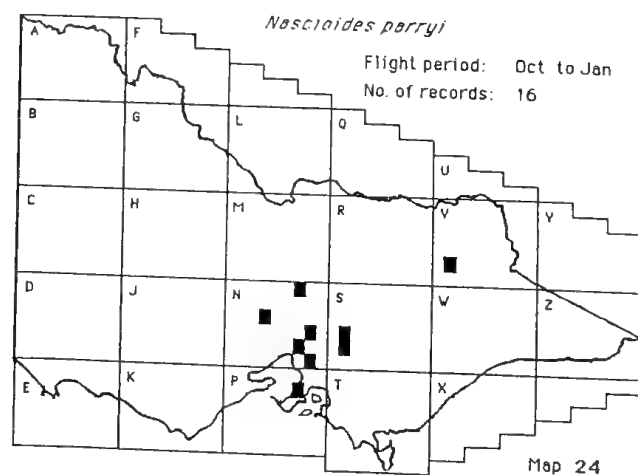 Nascioides parryi
Flight period: Oct to Jan
No. of records: 16
A F
B G L Q
U
C H M R V Y
D J N S W Z
E K P T X
Map 24